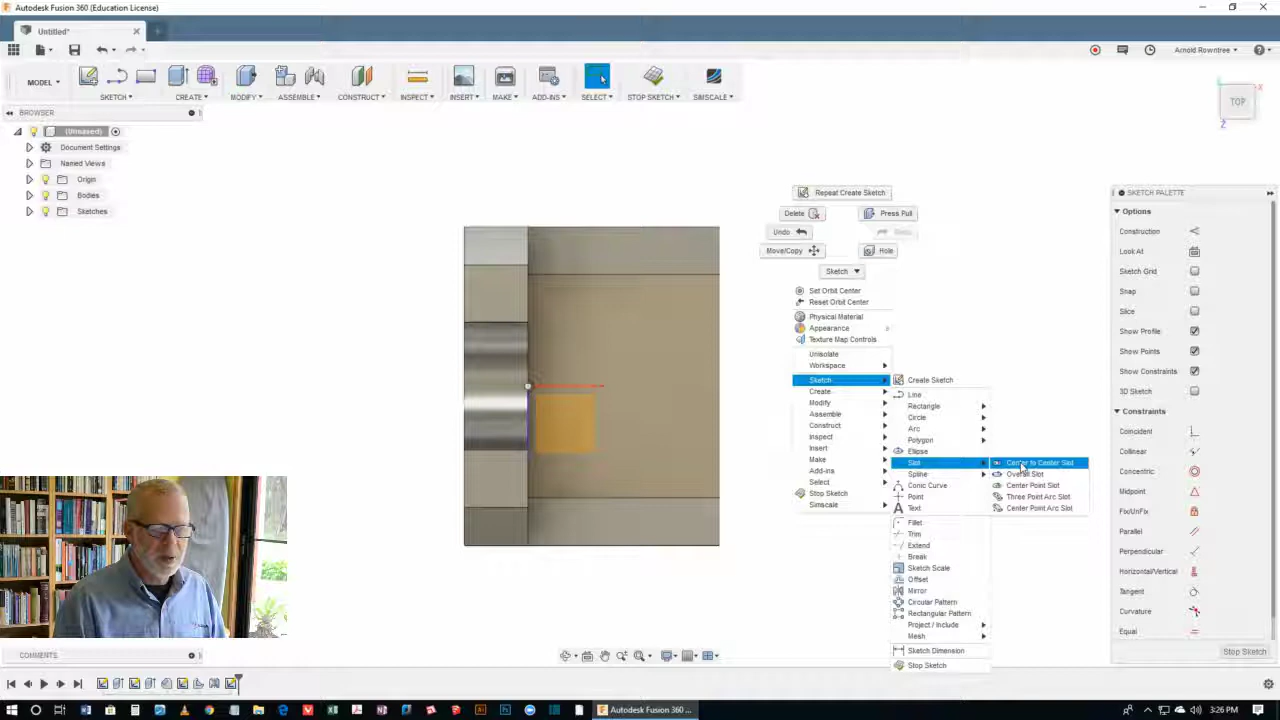 Autodesk Fusion 360 (Education License)
Untitled*
Arnold Rowntree
MODEL
SKETCH
CREATE
MODIFY
ASSEMBLE
CONSTRUCT
INSPECT
INSERT
MAKE
ADD-INS
SELECT
STOP SKETCH
SIMSCALE
BROWSER
(Unsaved)
Document Settings
Named Views
Origin
Bodies
Sketches
TOP
X
Z
Repeat Create Sketch
Delete
Press Pull
Undo
Redo
Move/Copy
Hole
Sketch
Set Orbit Center
Reset Orbit Center
Physical Material
Appearance
Texture Map Controls
Unisolate
Workspace
Sketch
Create
Modify
Assemble
Construct
Inspect
Insert
Make
Add-ins
Select
Stop Sketch
Simscale
Create Sketch
Line
Rectangle
Circle
Arc
Polygon
Ellipse
Slot
Spline
Conic Curve
Point
Text
Fillet
Trim
Extend
Break
Sketch Scale
Offset
Mirror
Circular Pattern
Rectangular Pattern
Project / Include
Mesh
Sketch Dimension
Stop Sketch
Center to Center Slot
Overall Slot
Center Point Slot
Three Point Arc Slot
Center Point Arc Slot
SKETCH PALETTE
Options
Construction
Look At
Sketch Grid
Snap
Slice
Show Profile
Show Points
Show Constraints
3D Sketch
Constraints
Coincident
Collinear
Concentric
Midpoint
Fix/UnFix
Parallel
Perpendicular
Horizontal/Vertical
Tangent
Curvature
Equal
Stop Sketch
COMMENTS
Autodesk Fusion 360 ...
3:26 PM